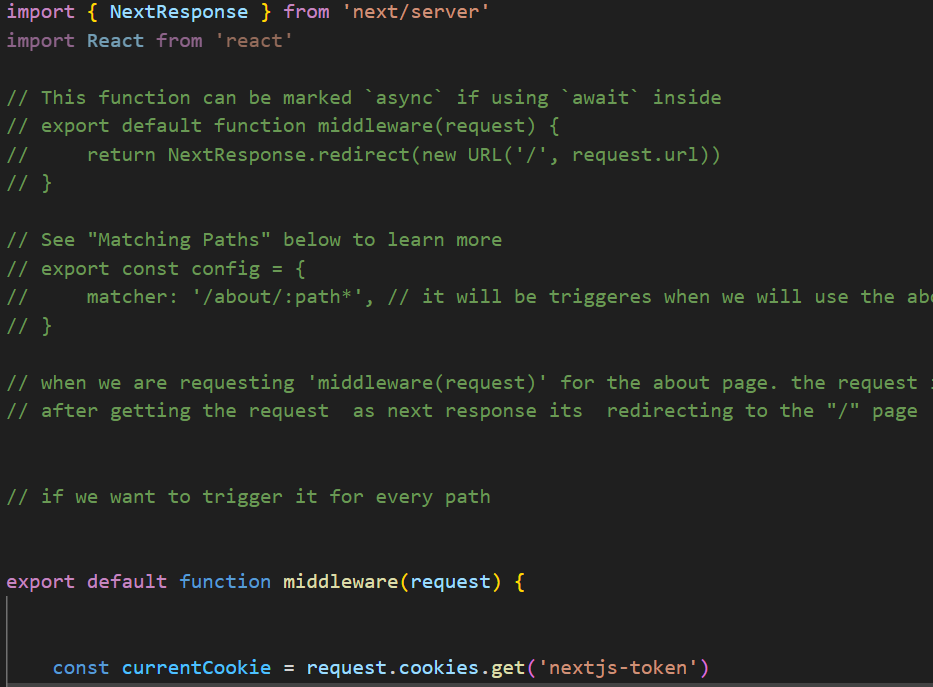 import { NextResponse } from 'next/server'
import React from 'react'
// This function can be marked `async` if using `await` inside
// export default function middleware(request) {
//     return NextResponse.redirect(new URL('/', request.url))
// }
// See "Matching Paths" below to learn more
// export const config = {
//     matcher: '/about/:path*', // it will be triggeres when we will use the
// }
// when we are requesting 'middleware(request)' for the about page. the request
// after getting the request  as next response its  redirecting to the "/" page
// if we want to trigger it for every path
export default function middleware(request) {
    const currentCookie = request.cookies.get('nextjs-token')